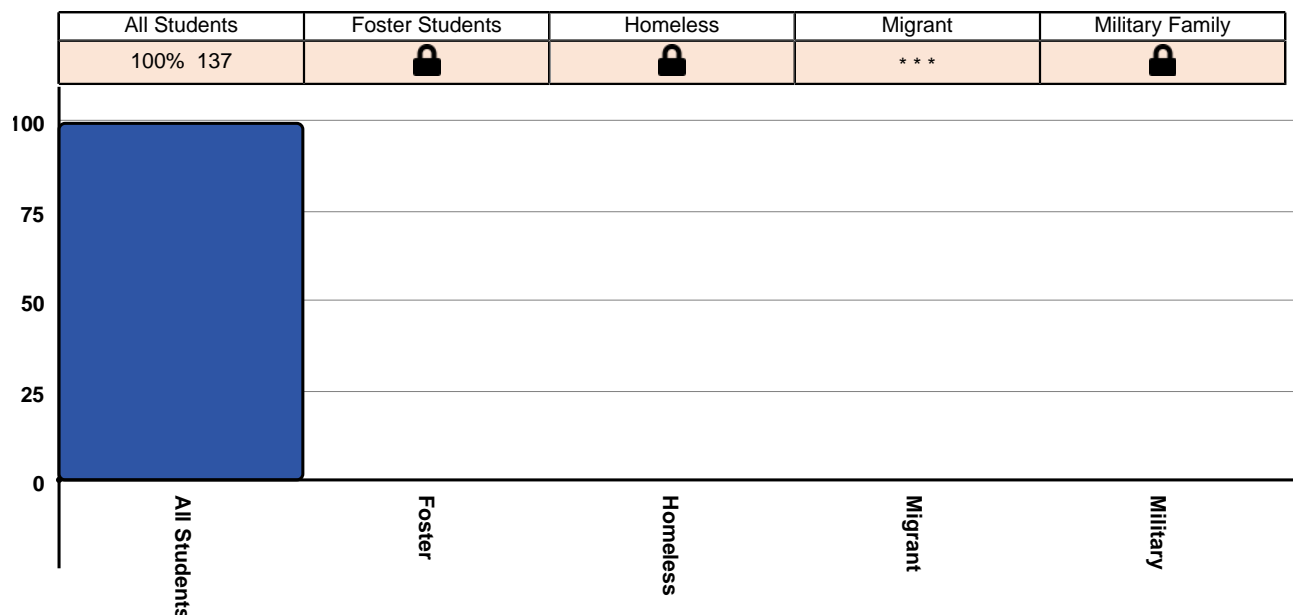 All Students Foster Students Homeless Migrant Military Family
100% 137 * * *
100
75
50
25
0
All Students
Foster
Homeless
Migrant
Military